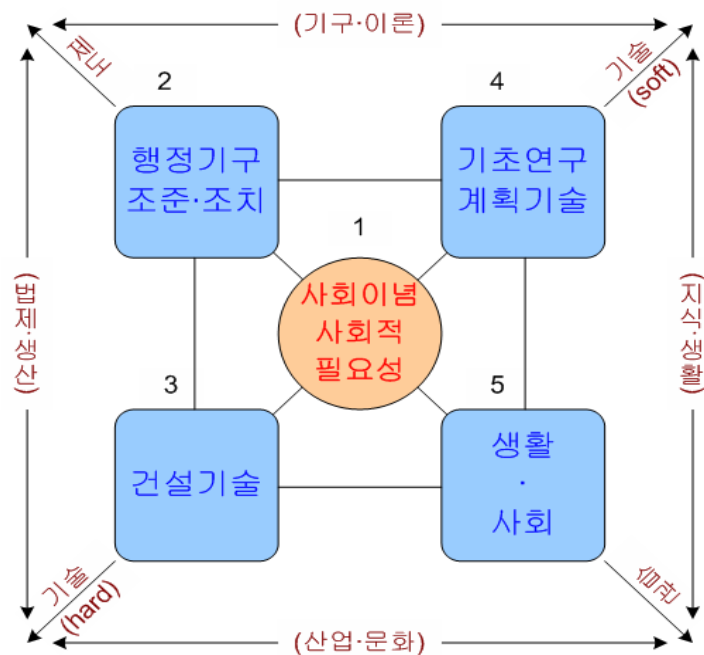 (기구·이론)
제도
기술
(soft)
2
4
행정기구
조준·조치
기초연구
계획기술
1
사회이념
사회적
필요성
(법제·생산)
(지식·생활)
3
5
건설기술
생활
·
사회
기술
(hard)
습관
(산업·문화)